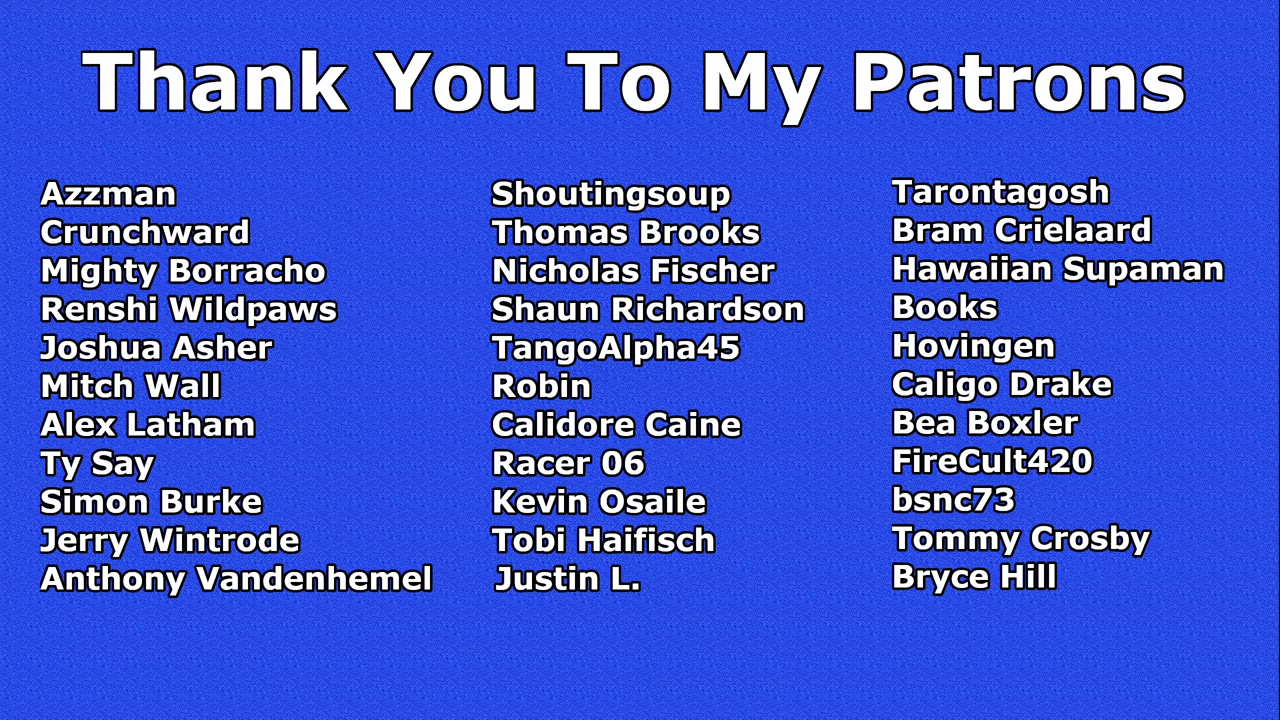 Thank You To My Patrons
Azzman
Crunchward
Mighty Borracho
Renshi Wildpaws
Joshua Asher
Mitch Wall
Alex Latham
Ty Say
Simon Burke
Jerry Wintrode
Anthony Vandenhemel
Shoutingsoup
Thomas Brooks
Nicholas Fischer
Shaun Richardson
TangoAlpha45
Robin
Calidore Caine
Racer 06
Kevin Osaile
Tobi Haifisch
Justin L.
Tarontagosh
Bram Crielaard
Hawaiian Supaman
Books
Hovingen
Caligo Drake
Bea Boxler
FireCult420
bsnc73
Tommy Crosby
Bryce Hill